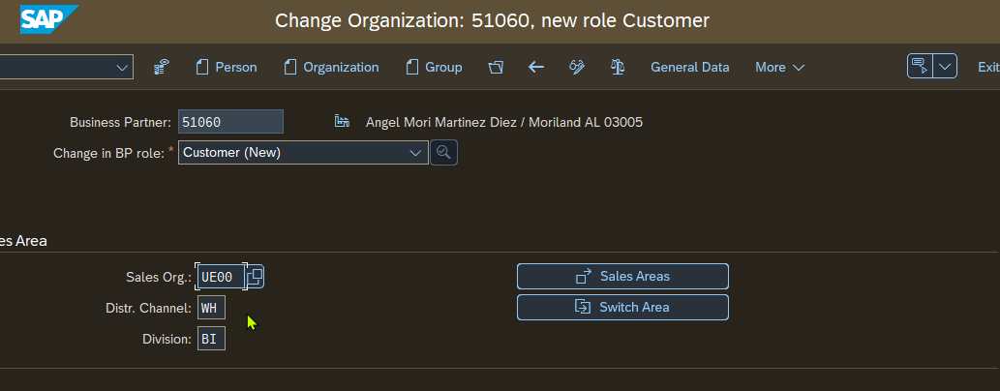 SAP Change Organization: 51060, new role Customer
Person Organization Group General Data More Exit
Business Partner: 51060 Angel Mori Martinez Diez / Moriland AL 03005
Change in BP role: * Customer (New)
es Area
Sales Org.: UE00 Sales Areas
Distr. Channel: WH Switch Area
Division: BI